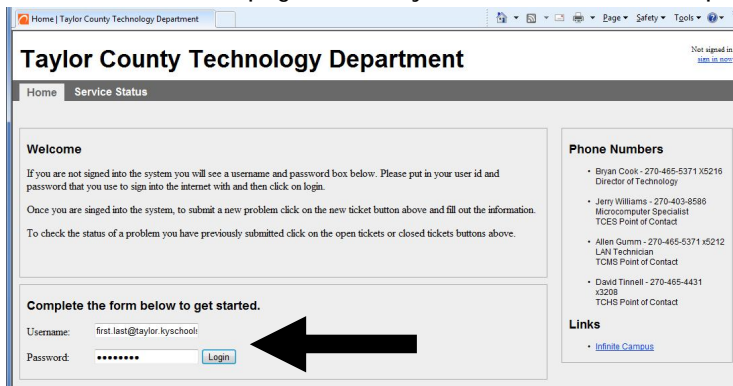 Home | Taylor County Technology Department
Page Safety Tools
Taylor County Technology Department
Not signed in
sign in now
Home Service Status
Welcome
If you are not signed into the system you will see a username and password box below. Please put in your user id and
password that you use to sign into the internet with and then click on login.
Once you are singed into the system, to submit a new problem click on the new ticket button above and fill out the information.
To check the status of a problem you have previously submitted click on the open tickets or closed tickets buttons above.
Complete the form below to get started.
Username: first.last@taylor.kyschools
Password: •••••••• Login
Phone Numbers
• Bryan Cook - 270-465-5371 X5216
Director of Technology
• Jerry Williams - 270-403-8586
Microcomputer Specialist
TCES Point of Contact
• Allen Gumm - 270-465-5371 x5212
LAN Technician
TCMS Point of Contact
• David Tinnell - 270-465-4431
x3208
TCHS Point of Contact
Links
• Infinite Campus